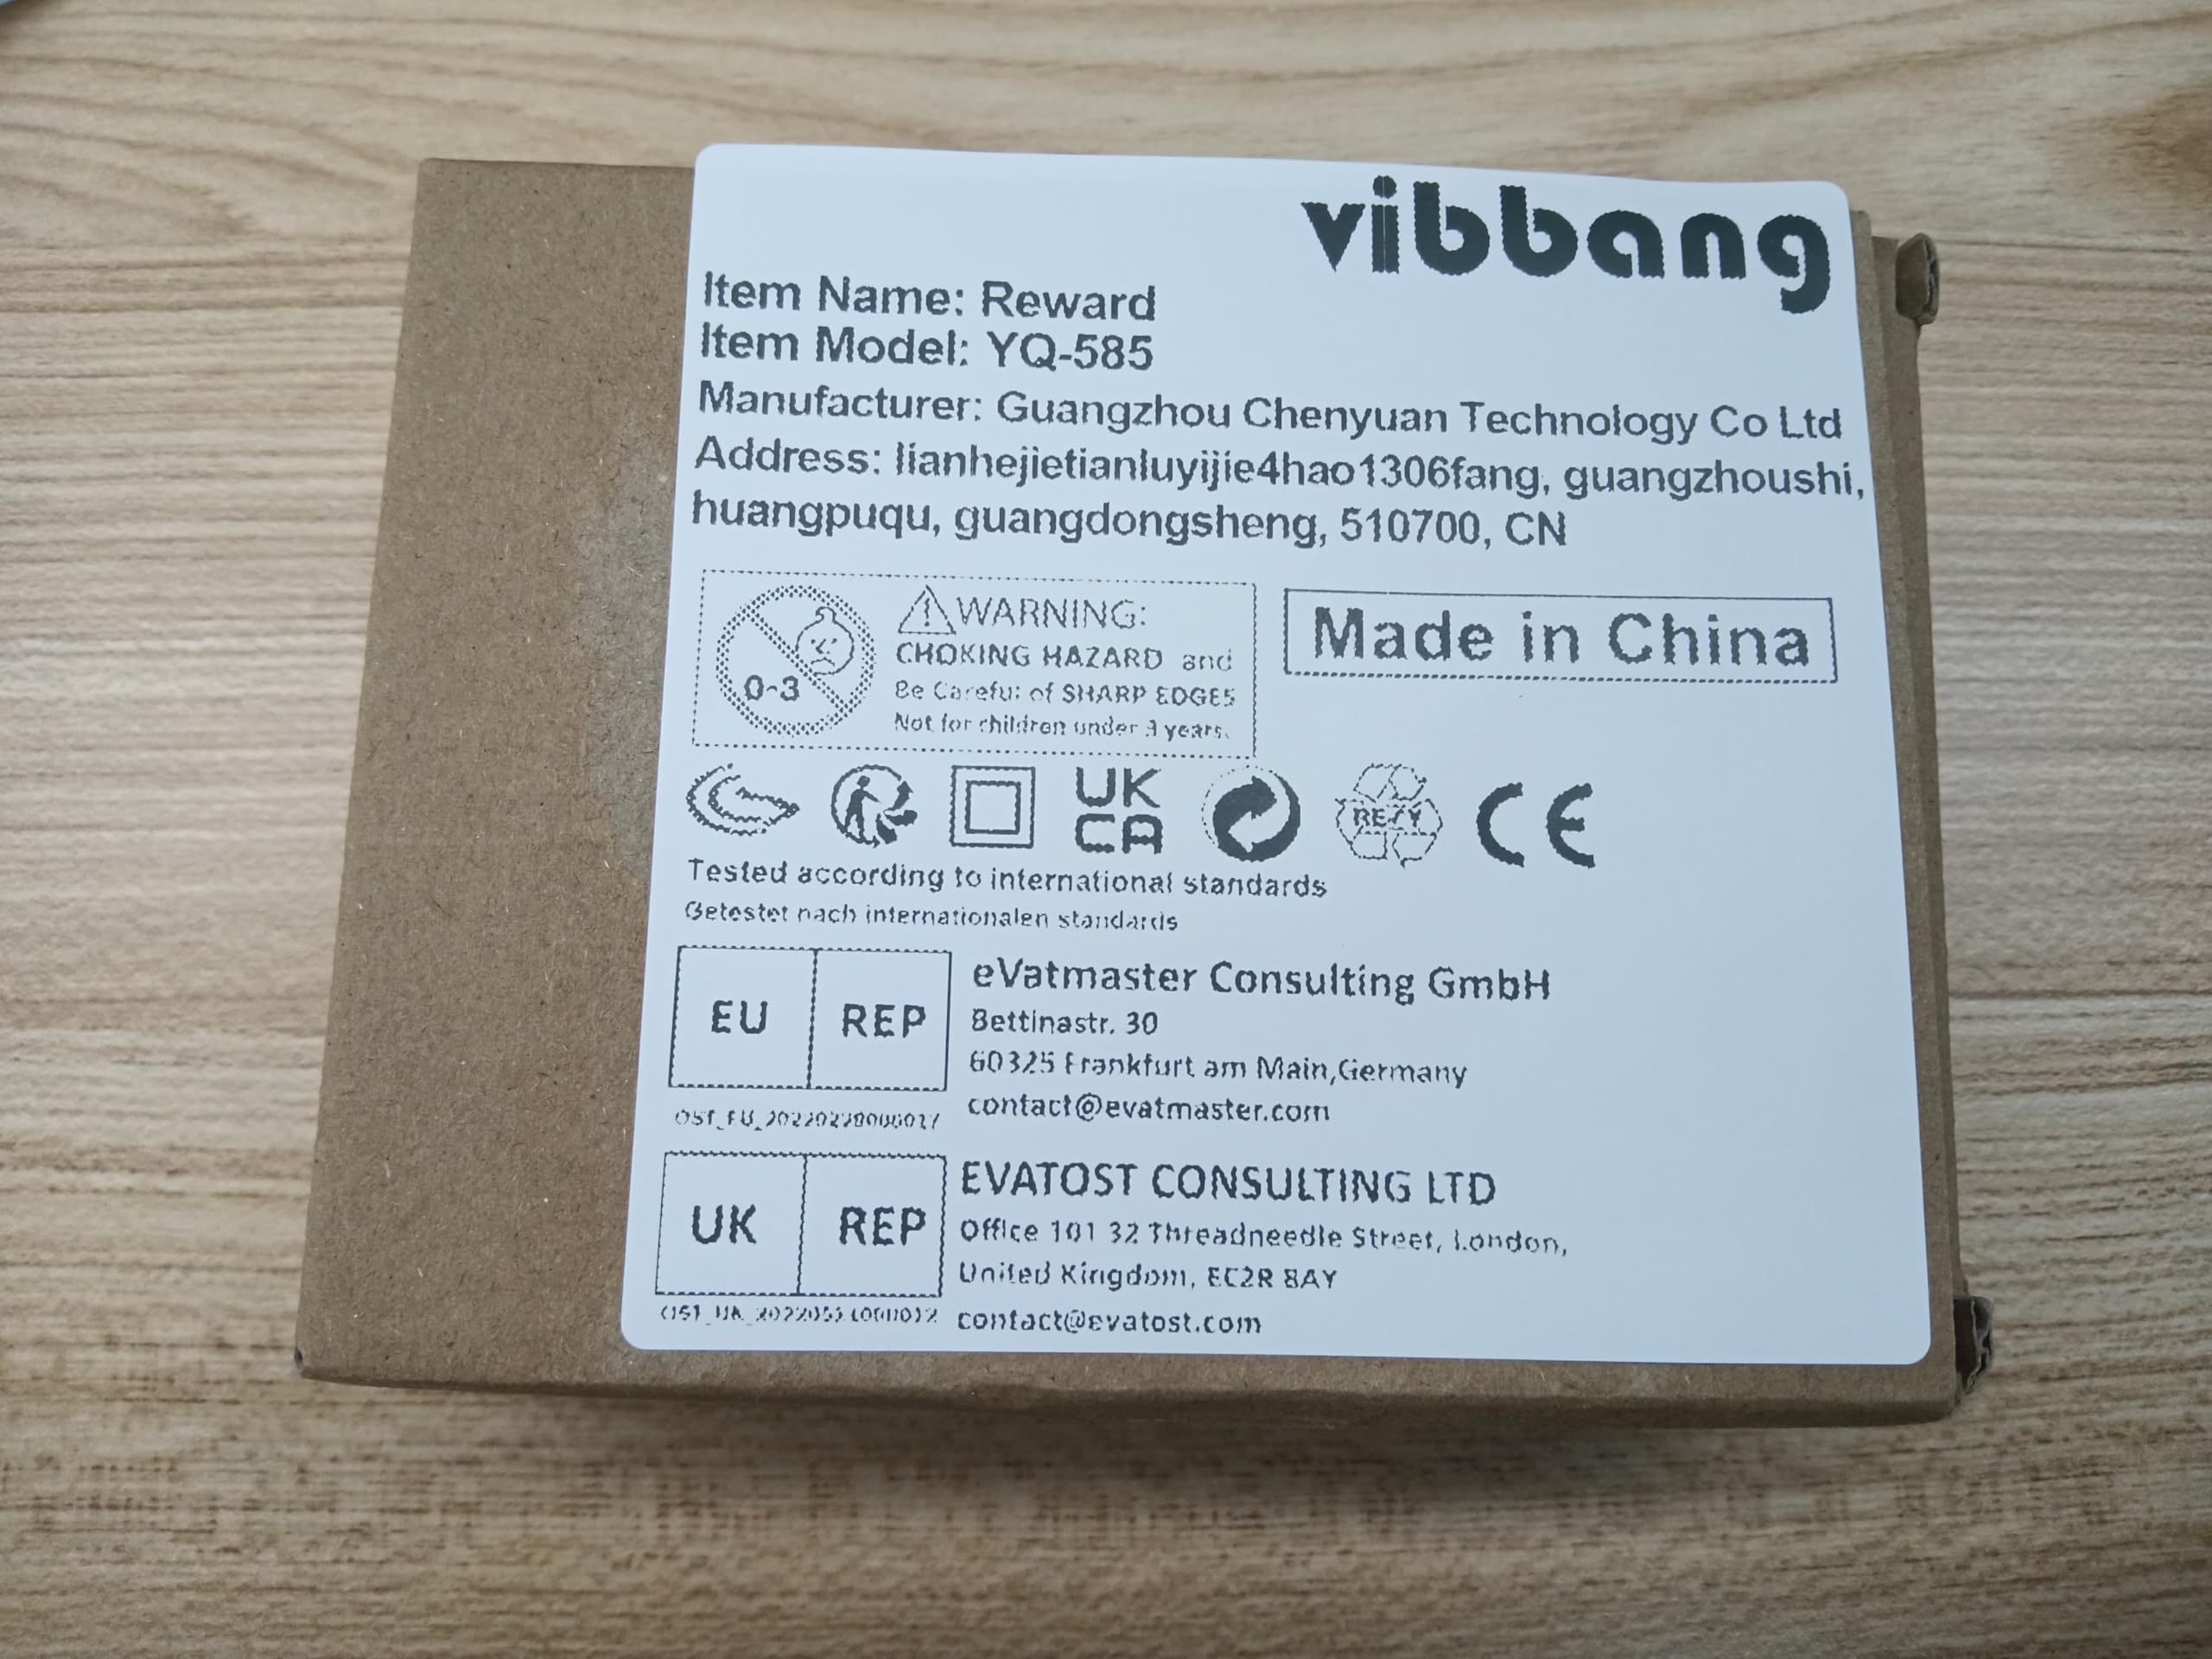 vibbang
Item Name: Reward
Item Model: YQ-585
Manufacturer: Guangzhou Chenyuan Technology Co Ltd
Address: lianhejietianluyijie4hao1306fang, guangzhoushi,
huangpuqu, guangdongsheng, 510700, CN
0-3
WARNING:
CHOKING HAZARD and
Be Careful of SHARP EDGES
Not for children under 3 years.
Made in China
UK
CA
CE
Tested according to international standards
Getestet nach internationalen standards
EU REP
eVatmaster Consulting GmbH
Bettinastr. 30
60325 Frankfurt am Main,Germany
contact@evatmaster.com
UK REP
EVATOST CONSULTING LTD
Office 101 32 Threadneedle Street, London,
United Kingdom, EC2R 8AY
contact@evatost.com